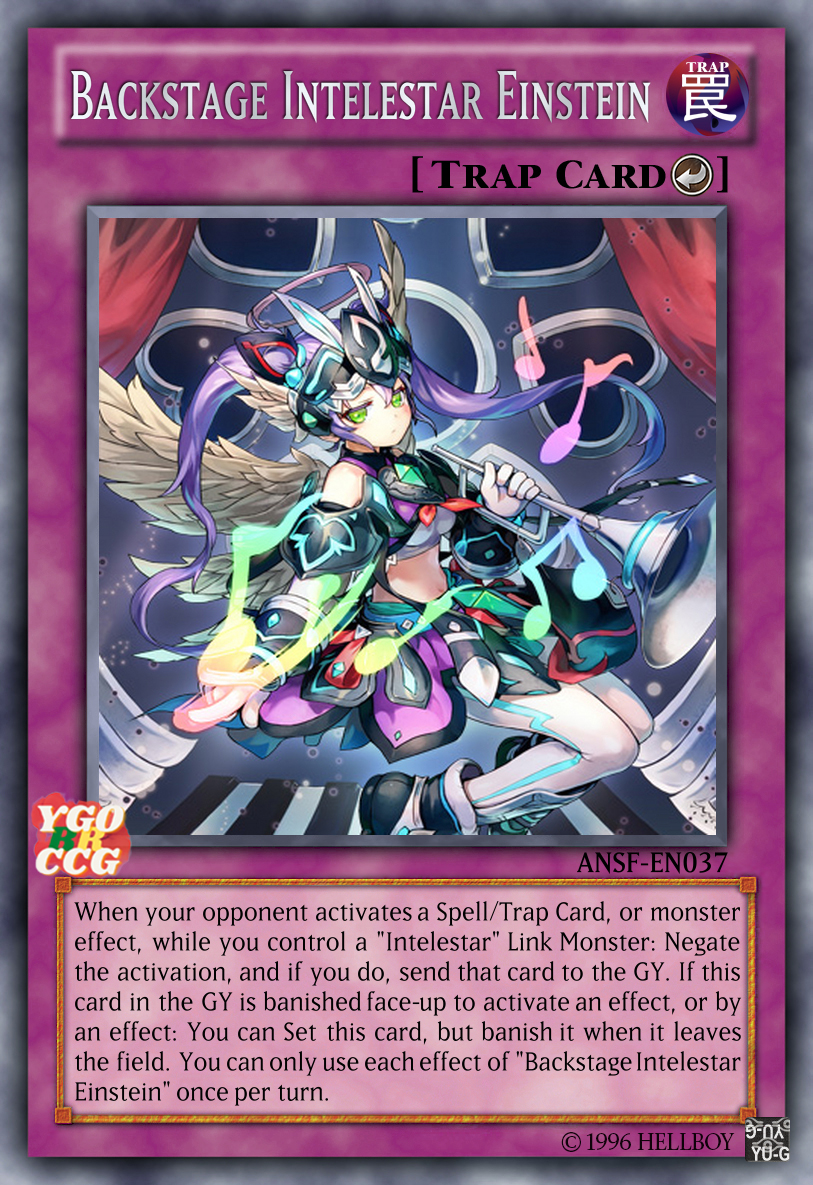 BACKSTAGE INTELESTAR EINSTEIN
TRAP
罠
[TRAP CARD]
YGO
RR
CCG
ANSF-EN037
When your opponent activates a Spell/Trap Card, or monster
effect, while you control a "Intelestar" Link Monster: Negate
the activation, and if you do, send that card to the GY. If this
card in the GY is banished face-up to activate an effect, or by
an effect: You can Set this card, but banish it when it leaves
the field. You can only use each effect of "Backstage Intelestar
Einstein" once per turn.
© 1996 HELLBOY
YU-G
YU-G